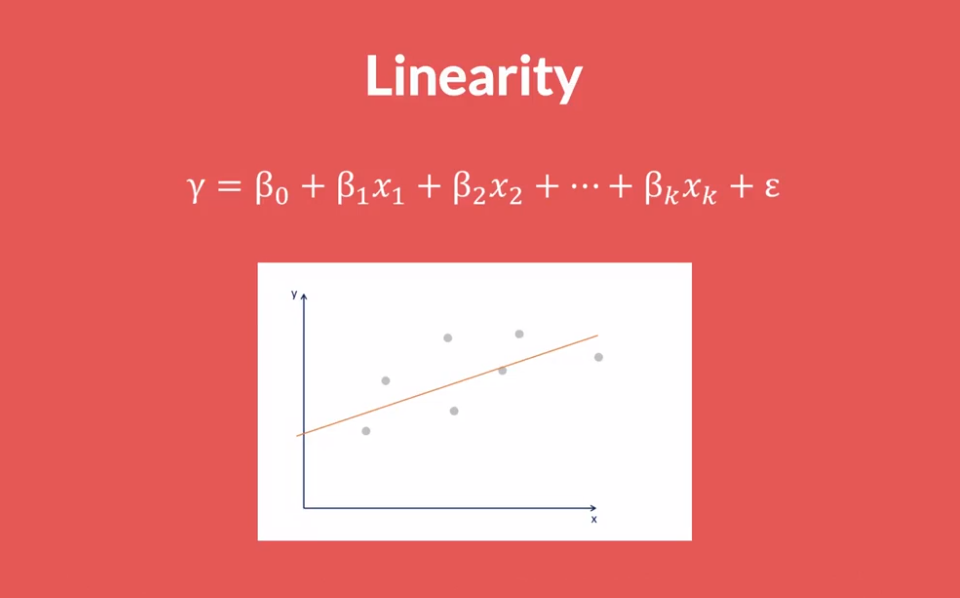 Linearity
γ = β₀ + β₁x₁ + β₂x₂ + ⋯ + βₖxₖ + ε
y
x